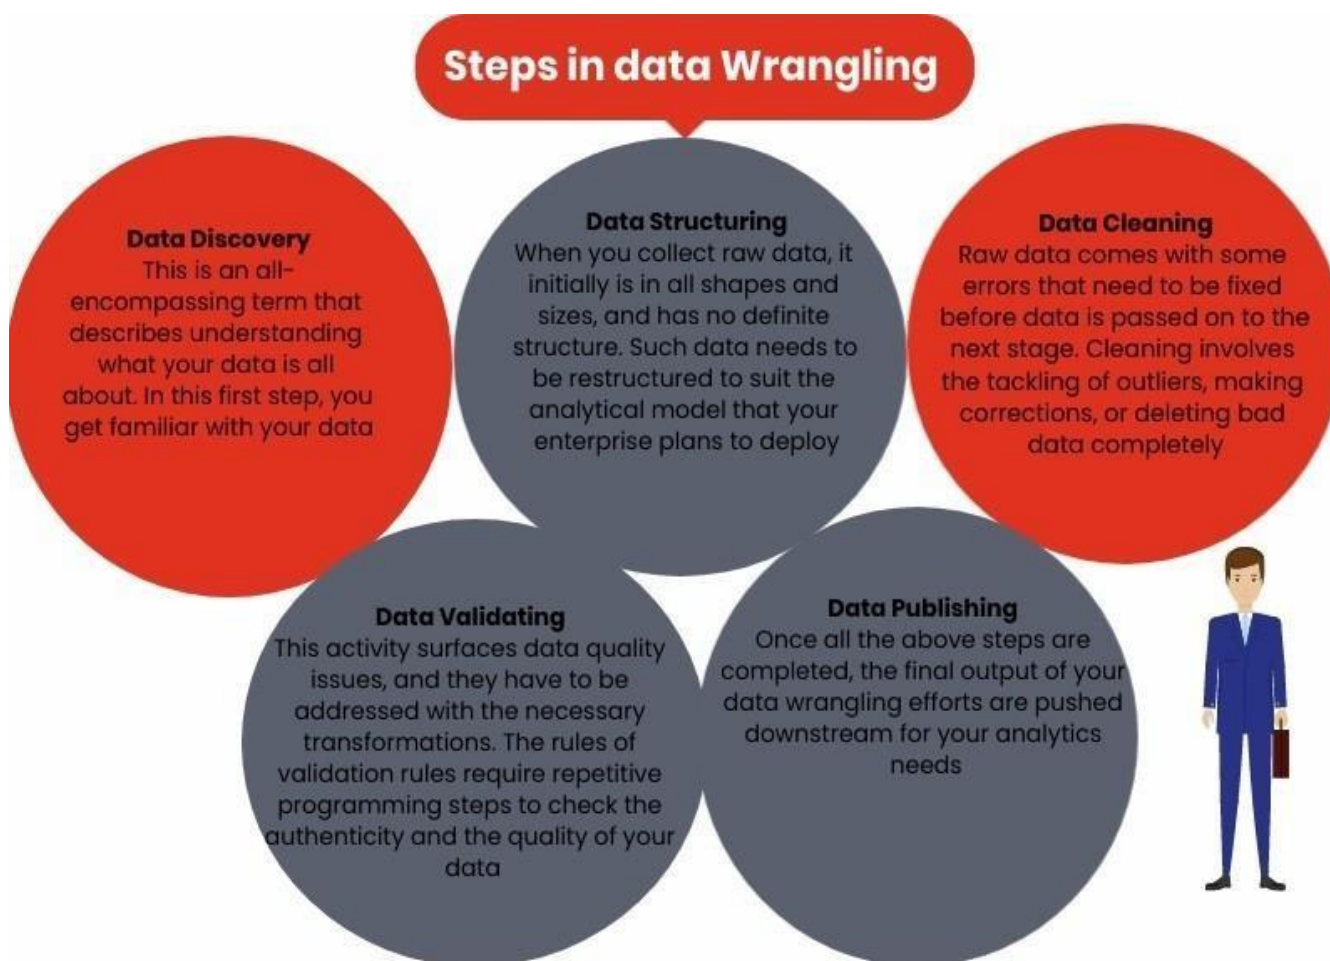 Steps in data Wrangling
Data Discovery
This is an all-
encompassing term that
describes understanding
what your data is all
about. In this first step, you
get familiar with your data
Data Structuring
When you collect raw data, it
initially is in all shapes and
sizes, and has no definite
structure. Such data needs to
be restructured to suit the
analytical model that your
enterprise plans to deploy
Data Cleaning
Raw data comes with some
errors that need to be fixed
before data is passed on to the
next stage. Cleaning involves
the tackling of outliers, making
corrections, or deleting bad
data completely
Data Validating
This activity surfaces data quality
issues, and they have to be
addressed with the necessary
transformations. The rules of
validation rules require repetitive
programming steps to check the
authenticity and the quality of your
data
Data Publishing
Once all the above steps are
completed, the final output of your
data wrangling efforts are pushed
downstream for your analytics
needs